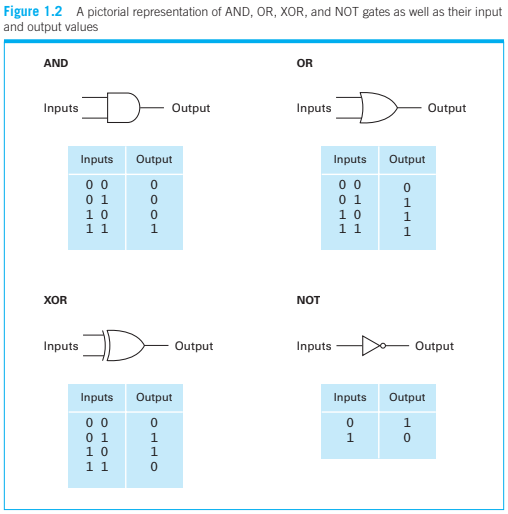 Figure 1.2 A pictorial representation of AND, OR, XOR, and NOT gates as well as their input
and output values
AND
Inputs Output
Inputs Output
0 0 0
0 1 0
1 0 0
1 1 1
OR
Inputs Output
Inputs Output
0 0 0
0 1 1
1 0 1
1 1 1
XOR
Inputs Output
Inputs Output
0 0 0
0 1 1
1 0 1
1 1 0
NOT
Inputs Output
Inputs Output
0 1
1 0